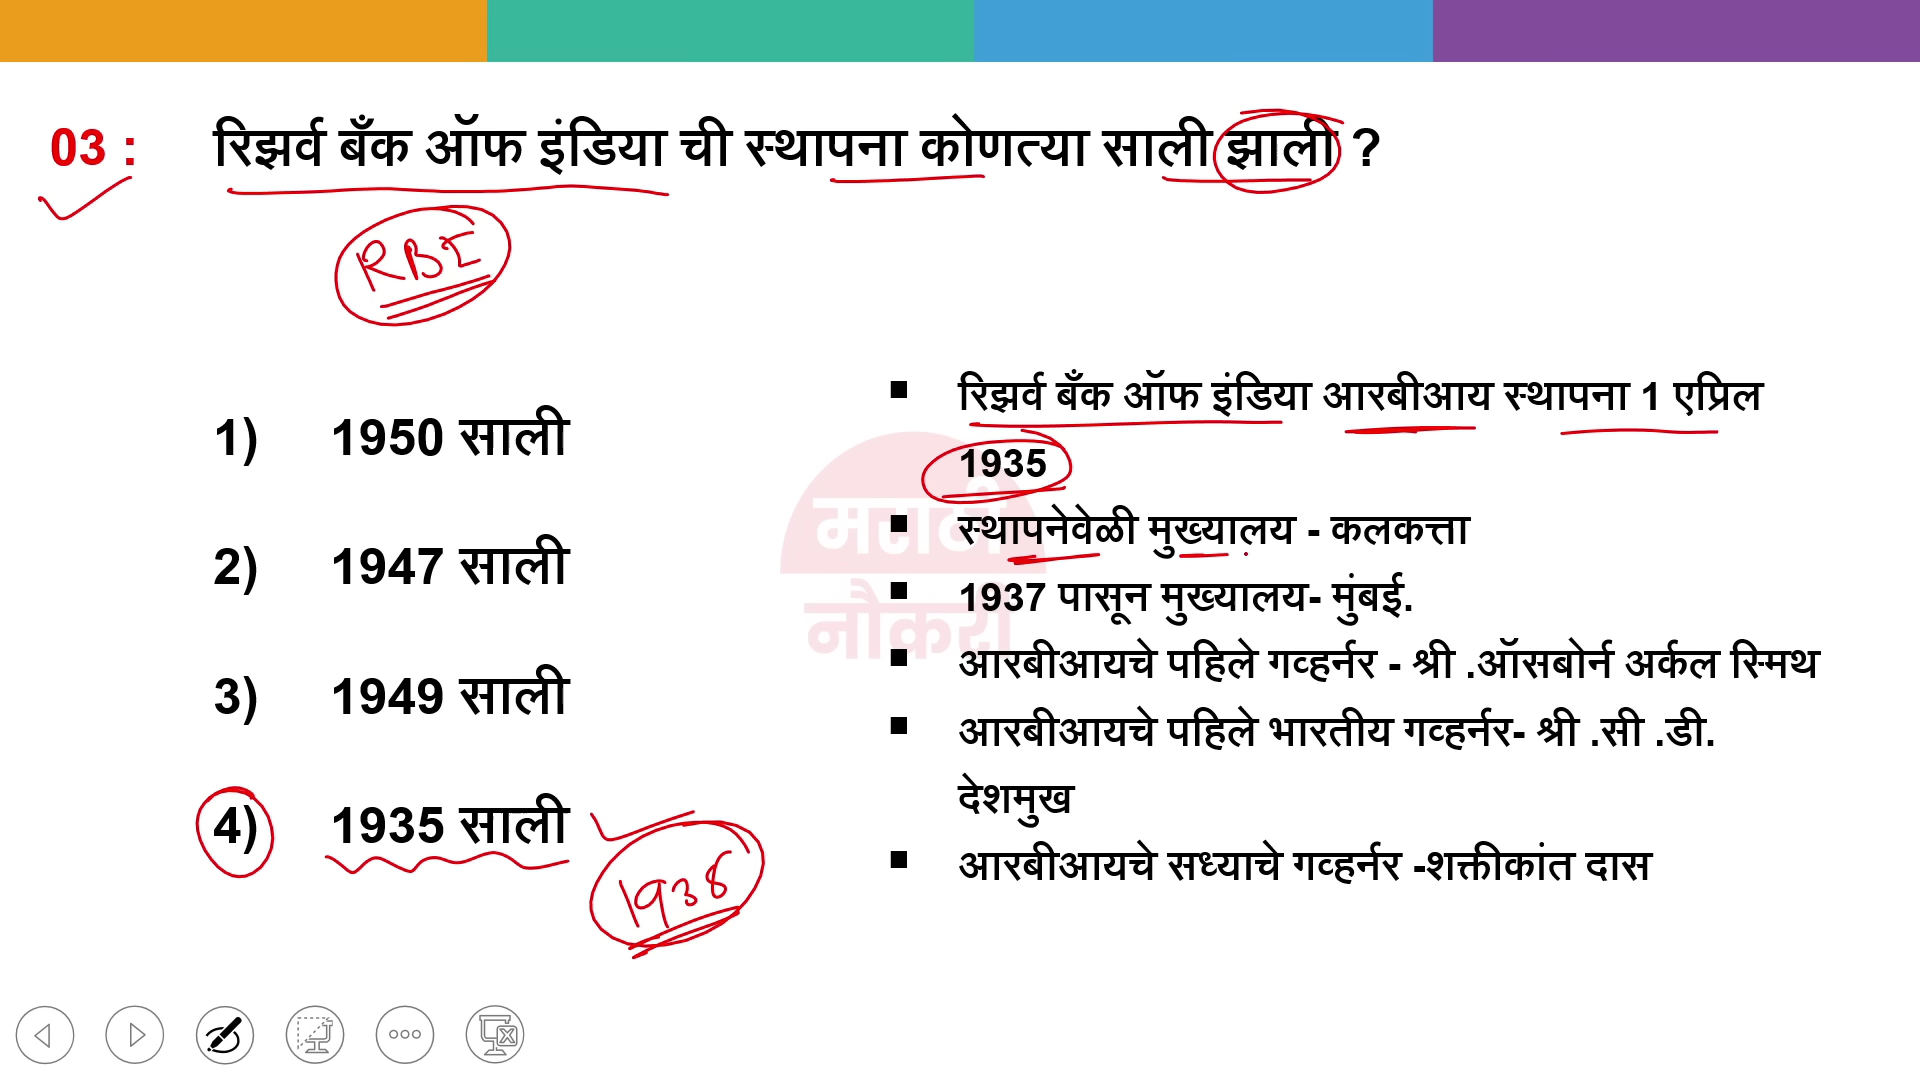 03 : रिझर्व बँक ऑफ इंडिया ची स्थापना कोणत्या साली झाली ?
RBI
1) 1950 साली
2) 1947 साली
3) 1949 साली
4) 1935 साली
रिझर्व बँक ऑफ इंडिया आरबीआय स्थापना 1 एप्रिल
1935
स्थापनेवेळी मुख्यालय - कलकत्ता
1937 पासून मुख्यालय- मुंबई.
आरबीआयचे पहिले गव्हर्नर - श्री .ऑसबोर्न अर्कल स्मिथ
आरबीआयचे पहिले भारतीय गव्हर्नर- श्री .सी .डी.
देशमुख
आरबीआयचे सध्याचे गव्हर्नर -शक्तीकांत दास
मराठी
नौकरी